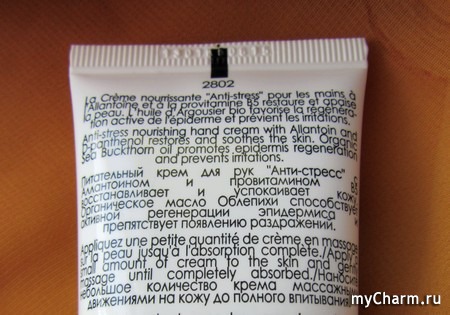 2802
La Crème nourrissante "Anti-stress" pour les mains à
l'Allantoine et à la provitamine B5 restaure et apaise
la peau. L'huile d'Argousier bio favorise la régénéra-
tion active de l'épiderme et prévient les irritations.
Anti-stress nourishing hand cream with Allantoin and
D-panthenol restores and soothes the skin. Organic
Sea Buckthorn oil promotes epidermis regeneration
and prevents irritations.
Питательный крем для рук "Анти-стресс" с
Аллантоином и провитамином B5
восстанавливает и успокаивает кожу.
Органическое масло Облепихи способствует
активной регенерации эпидермиса и
препятствует появлению раздражений.
Appliquez une petite quantité de crème en massage
sur la peau jusqu'à l'absorption complète./Apply a
small amount of cream to the skin and gently
massage until completely absorbed./Наносить
небольшое количество крема массажными
движениями на кожу до полного впитывания.
myCharm.ru